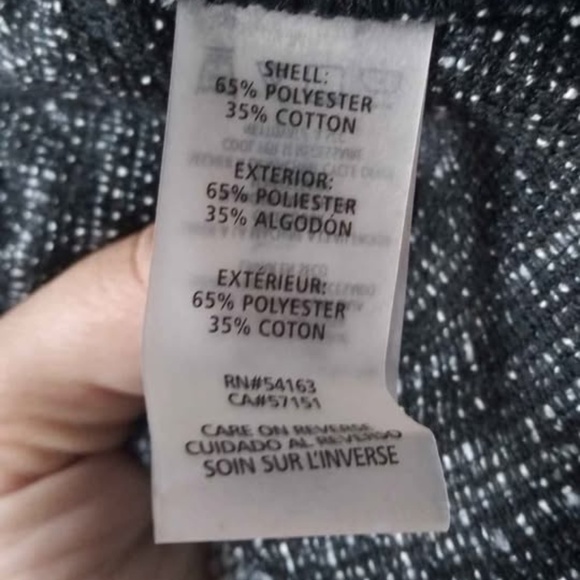 SHELL:
65% POLYESTER
35% COTTON
EXTERIOR:
65% POLIESTER
35% ALGODÓN
EXTÉRIEUR:
65% POLYESTER
35% COTON
RN#54163
CA#57151
CARE ON REVERSE
CUIDADO AL REVERSO
SOIN SUR L'INVERSE